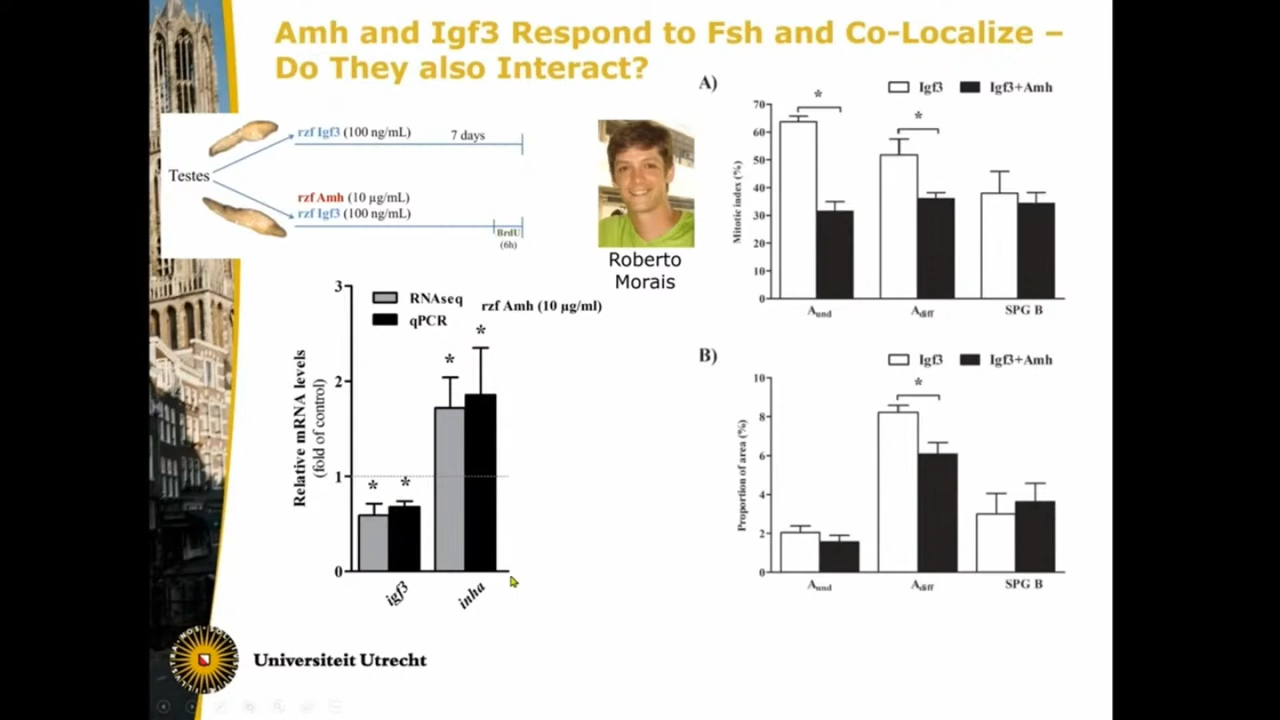 Amh and Igf3 Respond to Fsh and Co-Localize –
Do They also Interact?
Testes
rzf Igf3 (100 ng/mL)
7 days
rzf Amh (10 µg/mL)
rzf Igf3 (100 ng/mL)
BrdU
(6h)
Roberto
Morais
3
2
1
0
Relative mRNA levels
(fold of control)
RNAseq
qPCR
rzf Amh (10 µg/ml)
*
*
*
*
igf3
inha
A)
Igf3
Igf3+Amh
70
60
50
40
30
20
10
0
Mitotic index (%)
*
*
Aund
Adiff
SPG B
B)
Igf3
Igf3+Amh
10
8
6
4
2
0
Proportion of area (%)
*
Aund
Adiff
SPG B
Universiteit Utrecht